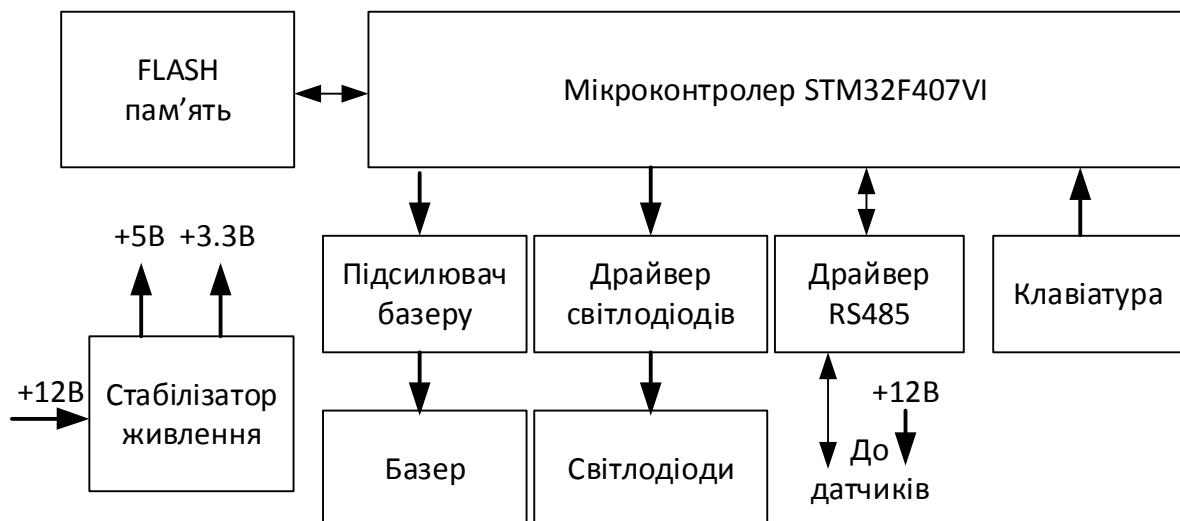 FLASH
пам’ять
Мікроконтролер STM32F407VI
+5В +3.3В
Підсилювач
базеру
Драйвер
світлодіодів
Драйвер
RS485
Клавіатура
+12В
Стабілізатор
живлення
Базер
Світлодіоди
+12В
До
датчиків